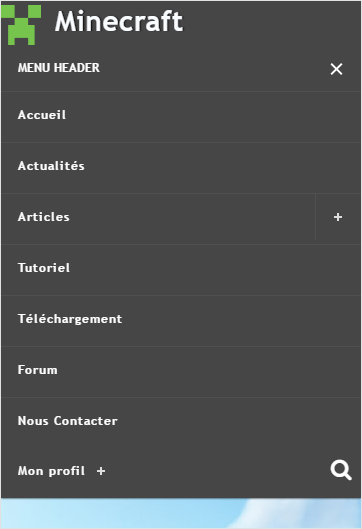 Minecraft
MENU HEADER
Accueil
Actualités
Articles
Tutoriel
Téléchargement
Forum
Nous Contacter
Mon profil +